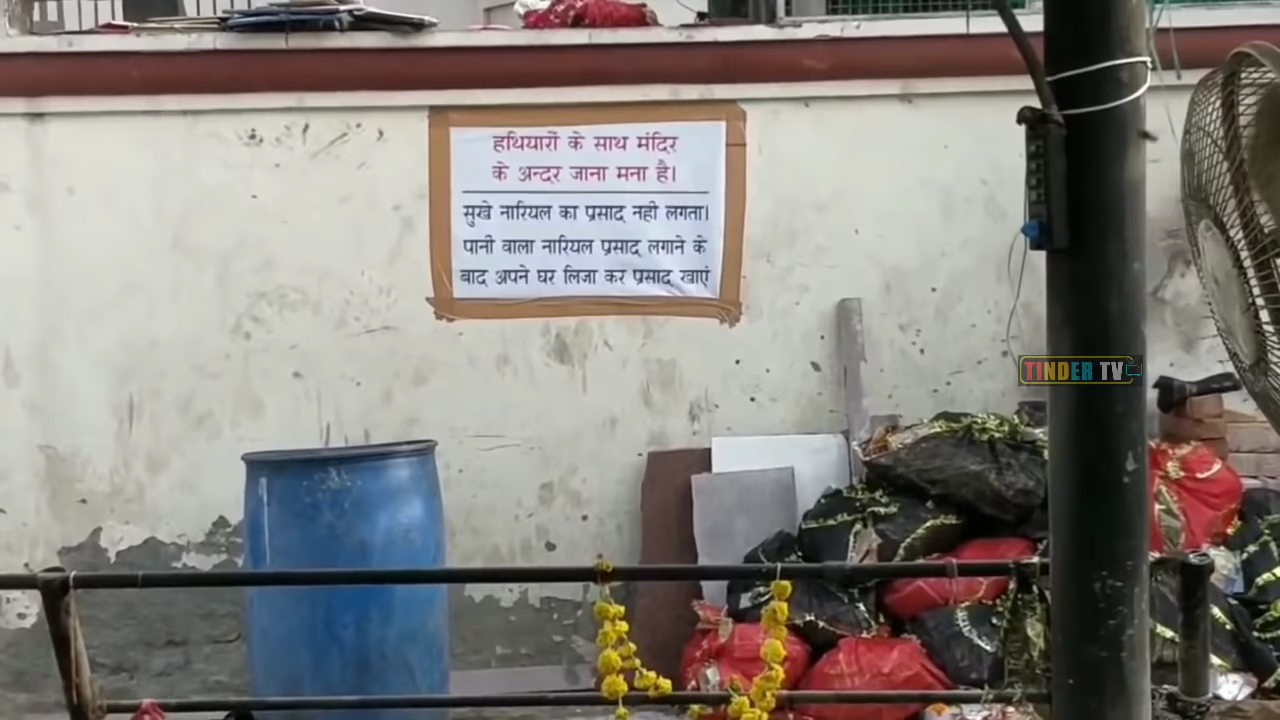 हथियारों के साथ मंदिर
के अन्दर जाना मना है।
सुखे नारियल का प्रसाद नही लगता।
पानी वाला नारियल प्रसाद लगाने के
बाद अपने घर लिजा कर प्रसाद खाएं
TINDER TV